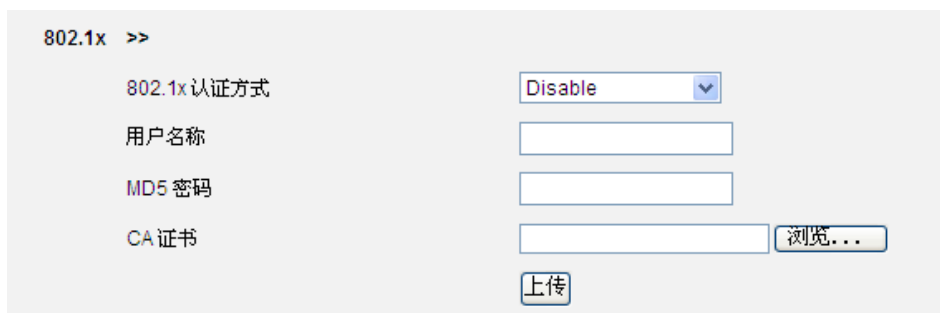 802.1x >>
802.1x 认证方式 Disable
用户名称
MD5 密码
CA 证书 浏览...
上传